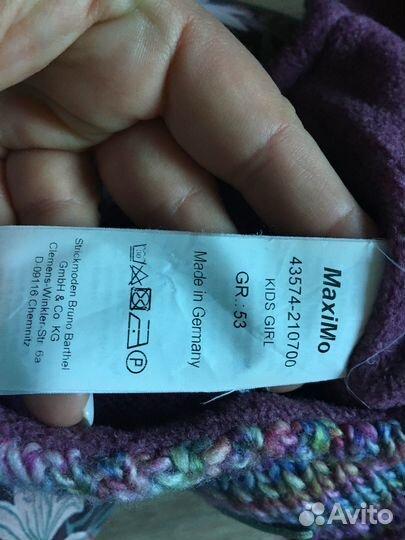 MaxiMo
43574-210700
KIDS GIRL
GR.: 53
Made in Germany
P
Strickmoden Bruno Barthel
GmbH & Co. KG
Clemens-Winkler-Str. 6a
D-09116 Chemnitz
Avito